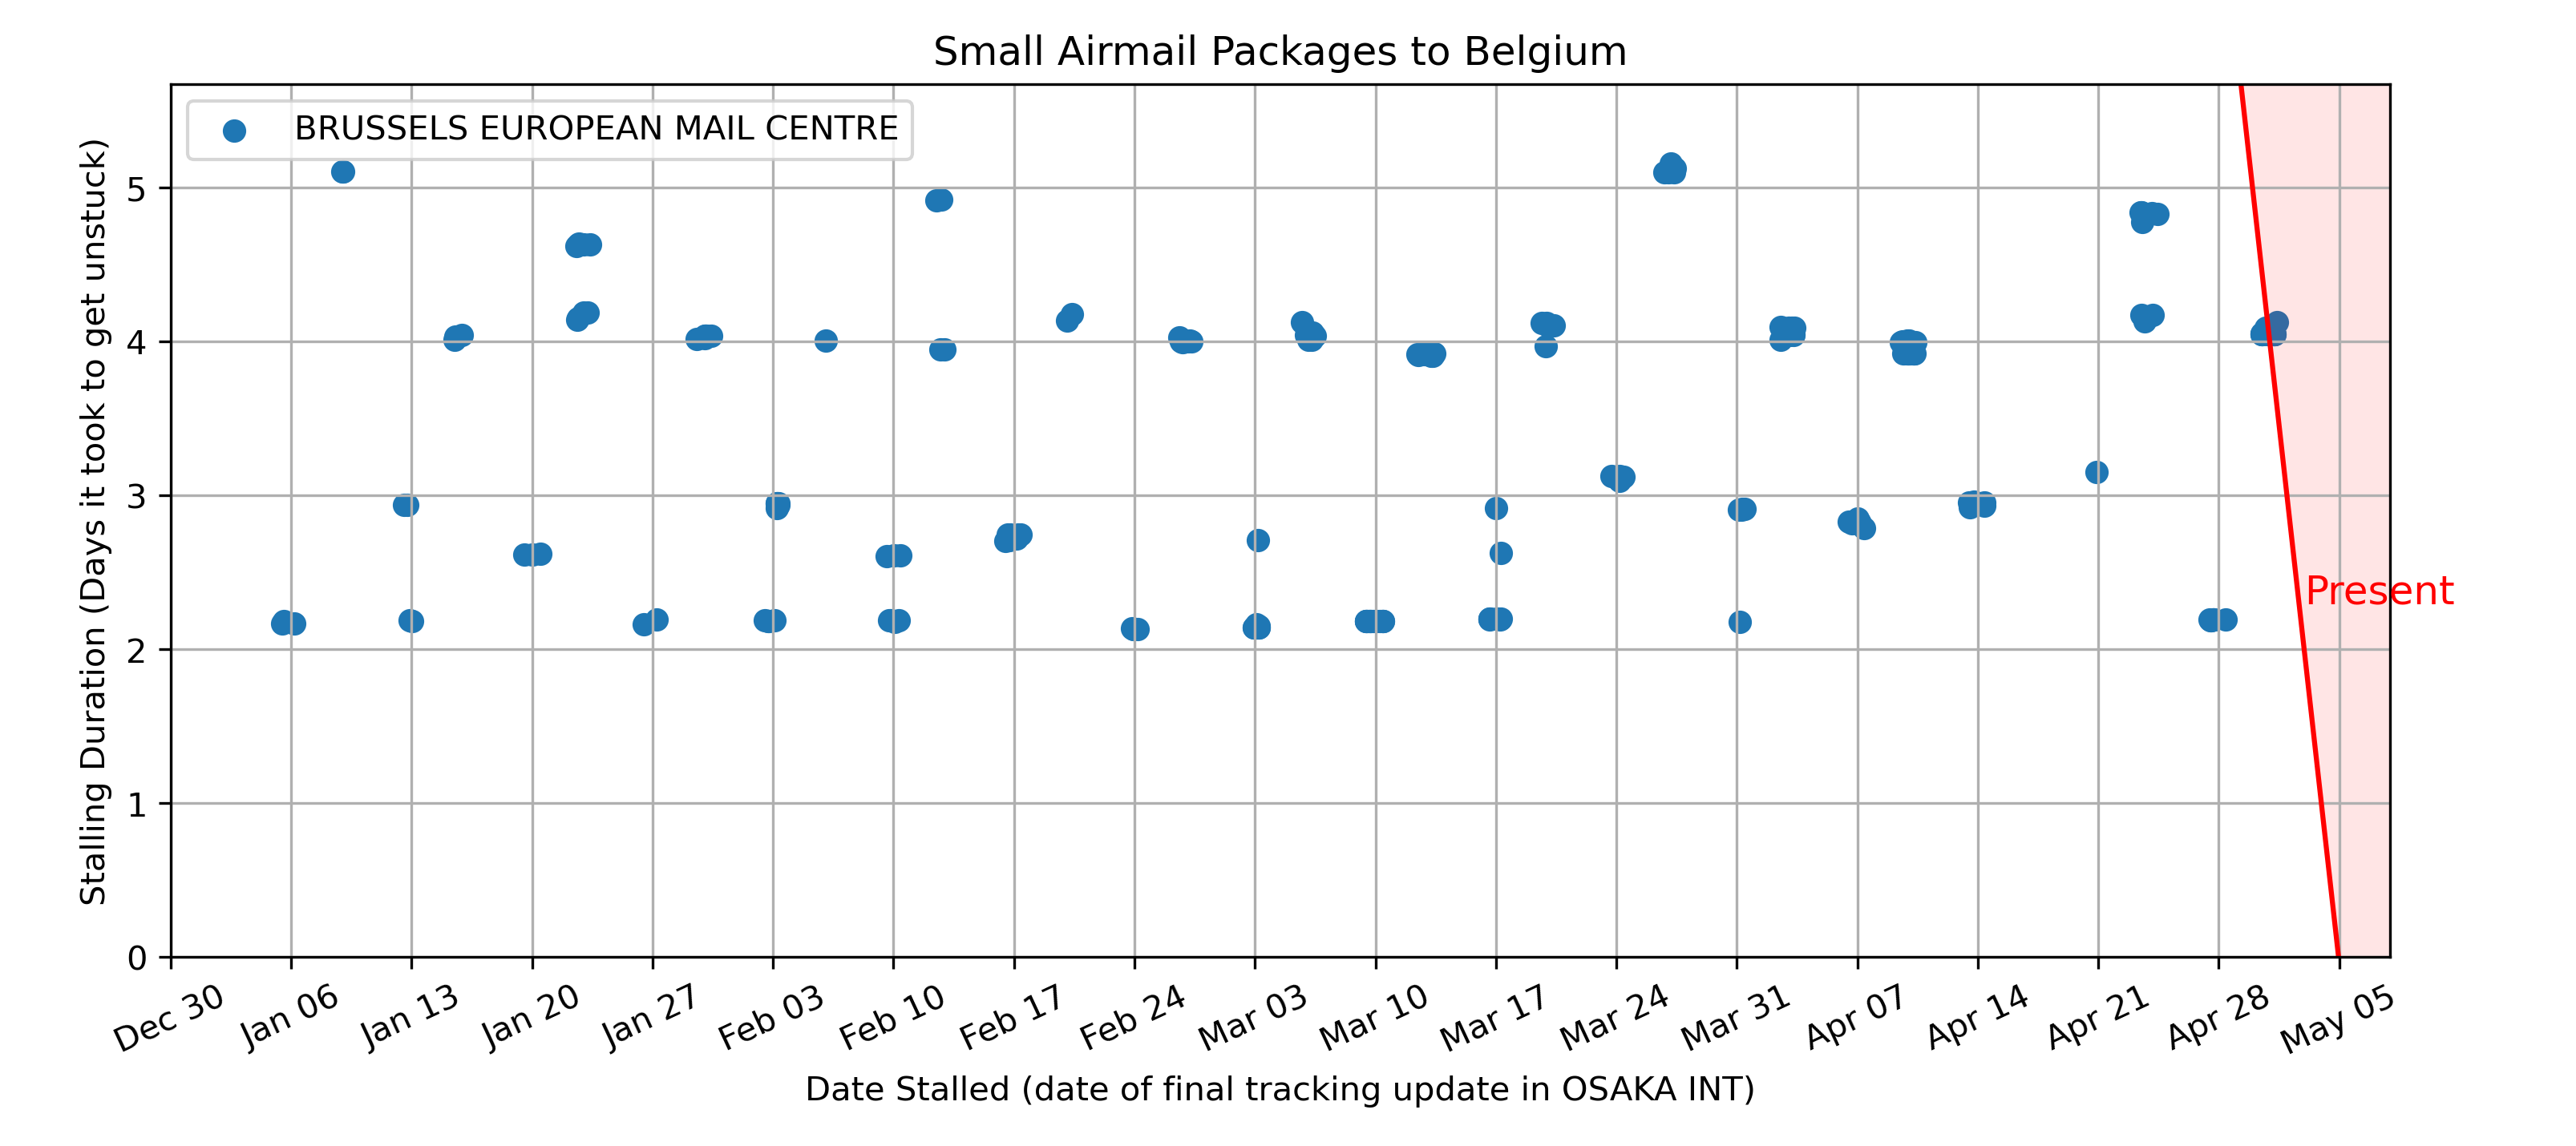 Small Airmail Packages to Belgium
BRUSSELS EUROPEAN MAIL CENTRE
Stalling Duration (Days it took to get unstuck)
5
4
3
2
1
0
Present
Dec 30
Jan 06
Jan 13
Jan 20
Jan 27
Feb 03
Feb 10
Feb 17
Feb 24
Mar 03
Mar 10
Mar 17
Mar 24
Mar 31
Apr 07
Apr 14
Apr 21
Apr 28
May 05
Date Stalled (date of final tracking update in OSAKA INT)